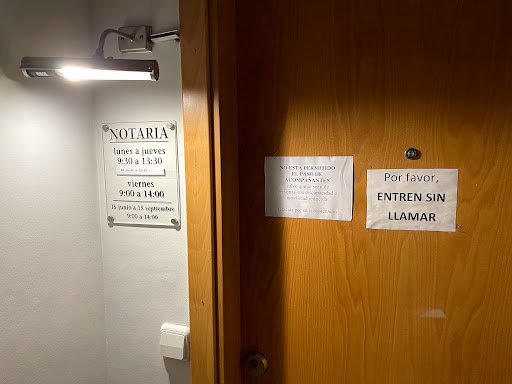 NOTARIA
lunes a jueves
9:30 a 13:30
viernes
9:00 a 14:00
15 junio a 15 septiembre
9:00 a 14:00
NO ESTA PERMITIDO
EL PASO DE
ACOMPAÑANTES
Por favor,
ENTREN SIN
LLAMAR